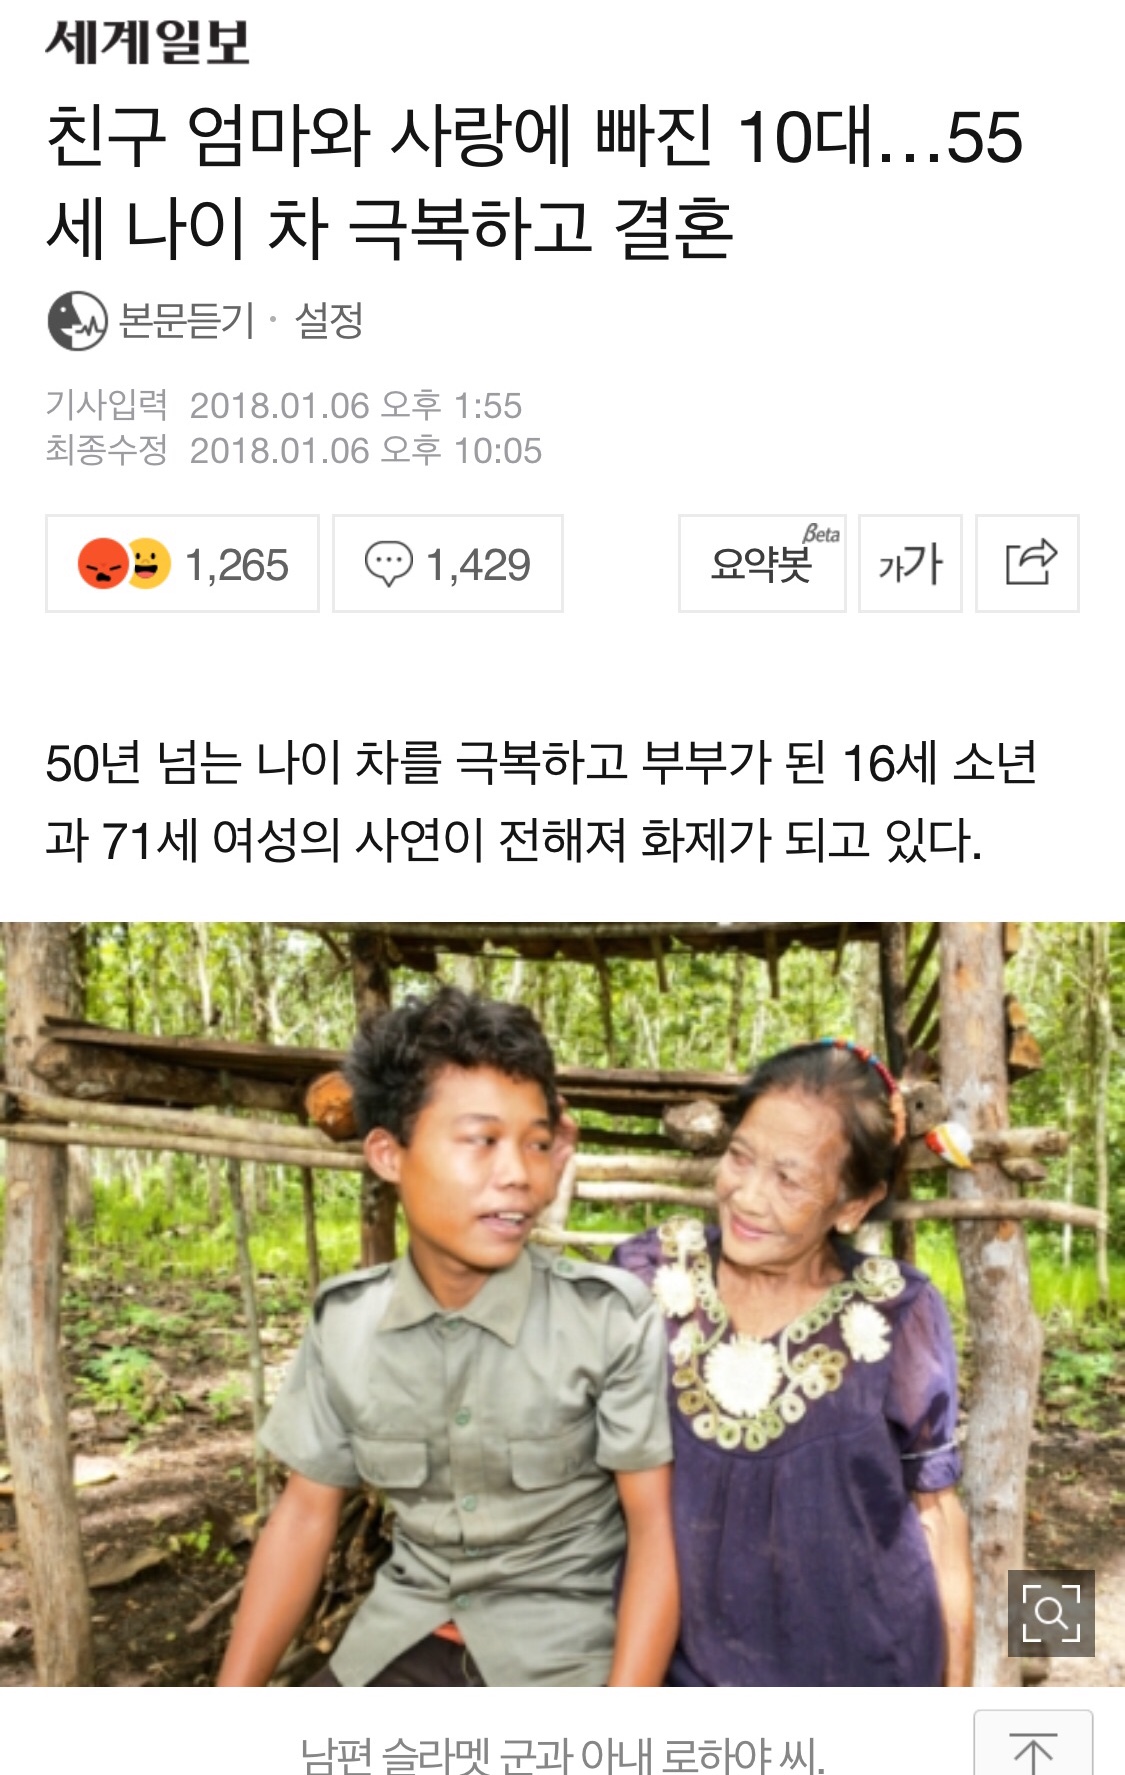 세계일보
친구 엄마와 사랑에 빠진 10대...55
세 나이 차 극복하고 결혼
본문듣기 · 설정
기사입력 2018.01.06 오후 1:55
최종수정 2018.01.06 오후 10:05
1,265 1,429 요약봇 Beta 가가
50년 넘는 나이 차를 극복하고 부부가 된 16세 소년
과 71세 여성의 사연이 전해져 화제가 되고 있다.
남편 슬라멧 군과 아내 로하야 씨.